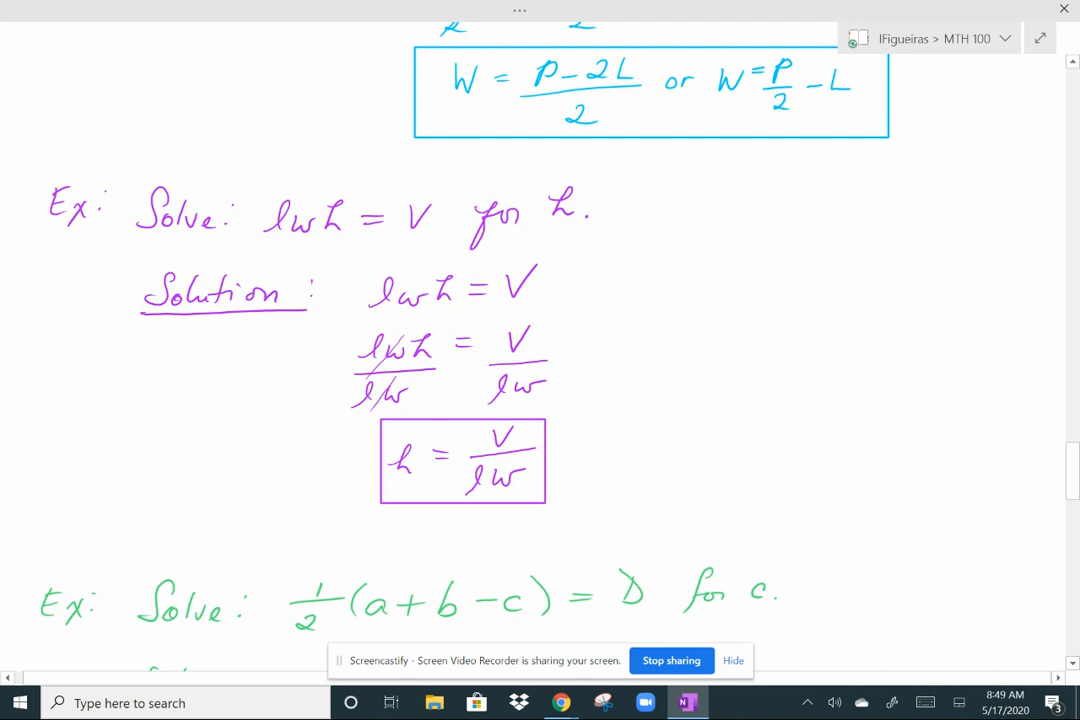 IFigueiras > MTH 100
W = P - 2L / 2 or W = P/2 - L
Ex: Solve: lwh = V for h.
Solution: lwh = V
lwh/lw = V/lw
h = V/lw
Ex: Solve: 1/2 (a + b - c) = D for c.
Screencastify - Screen Video Recorder is sharing your screen. Stop sharing Hide
Type here to search
8:49 AM
5/17/2020
3